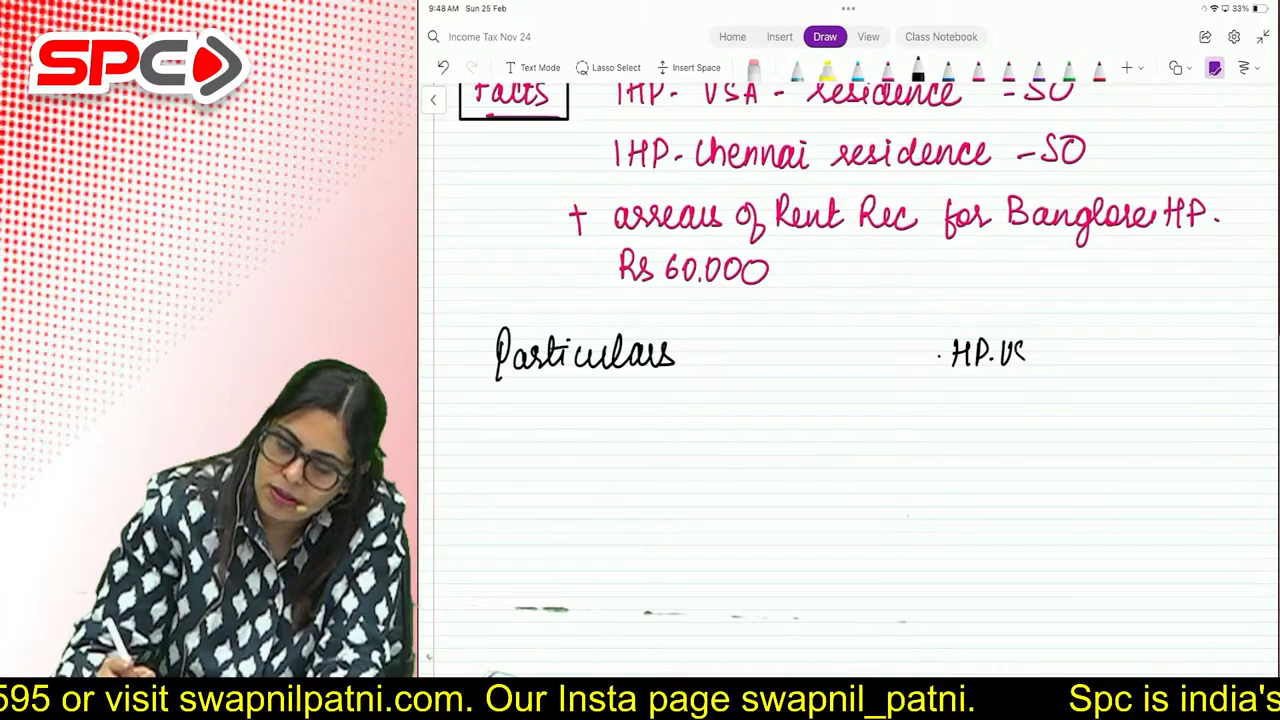 9:48 AM Sun 25 Feb
33%
SPC
Income Tax Nov 24
Home Insert Draw View Class Notebook
Text Mode Lasso Select Insert Space
Facts 1HP- USA - residence - SO
1HP- Chennai residence - SO
+ arrears of Rent Rec for Banglore HP.
Rs 60,000
Particulars HP. US
595 or visit swapnilpatni.com. Our Insta page swapnil_patni. Spc is india's